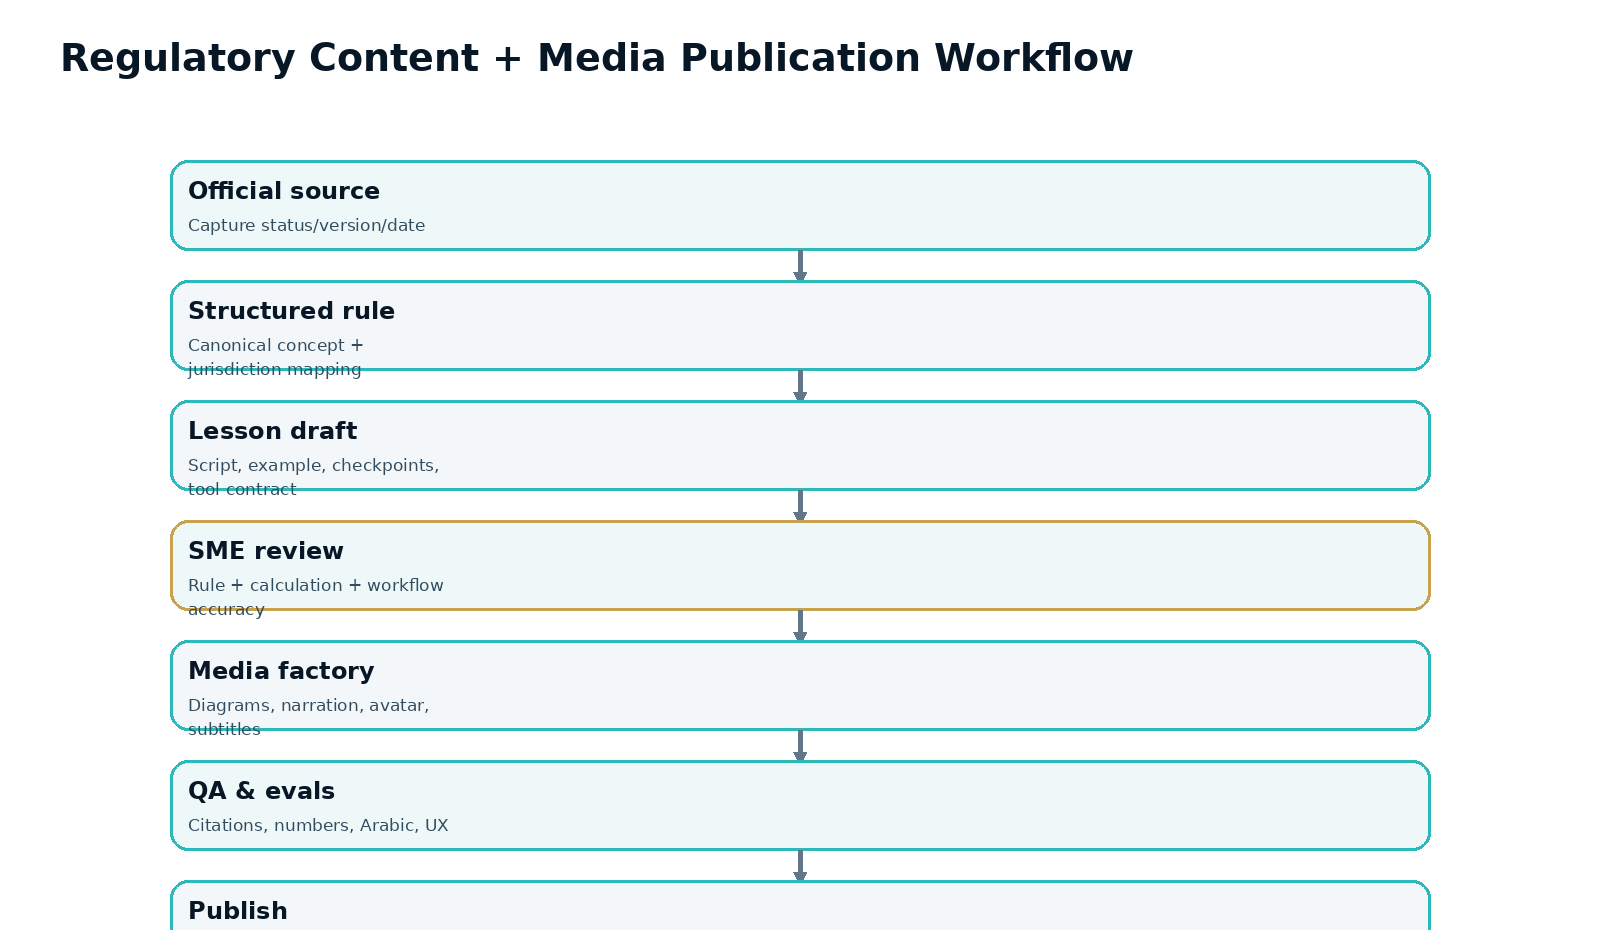 Regulatory Content + Media Publication Workflow
Official source
Capture status/version/date
Structured rule
Canonical concept +
jurisdiction mapping
Lesson draft
Script, example, checkpoints,
tool contract
SME review
Rule + calculation + workflow
accuracy
Media factory
Diagrams, narration, avatar,
subtitles
QA & evals
Citations, numbers, Arabic, UX
Publish